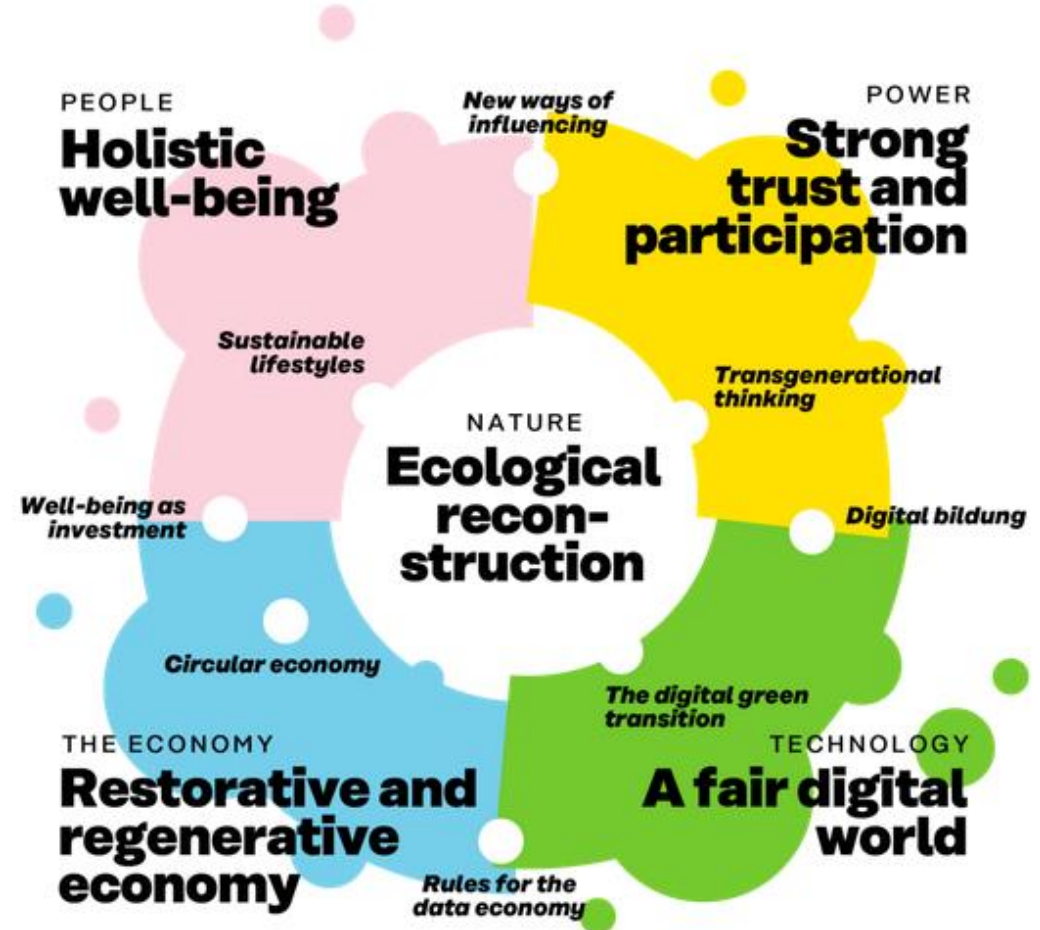 PEOPLE
Holistic
well-being
New ways of
influencing
POWER
Strong
trust and
participation
Sustainable
lifestyles
Transgenerational
thinking
NATURE
Ecological
recon-
struction
Well-being as
investment
Digital bildung
Circular economy
The digital green
transition
THE ECONOMY
Restorative and
regenerative
economy
TECHNOLOGY
A fair digital
world
Rules for the
data economy